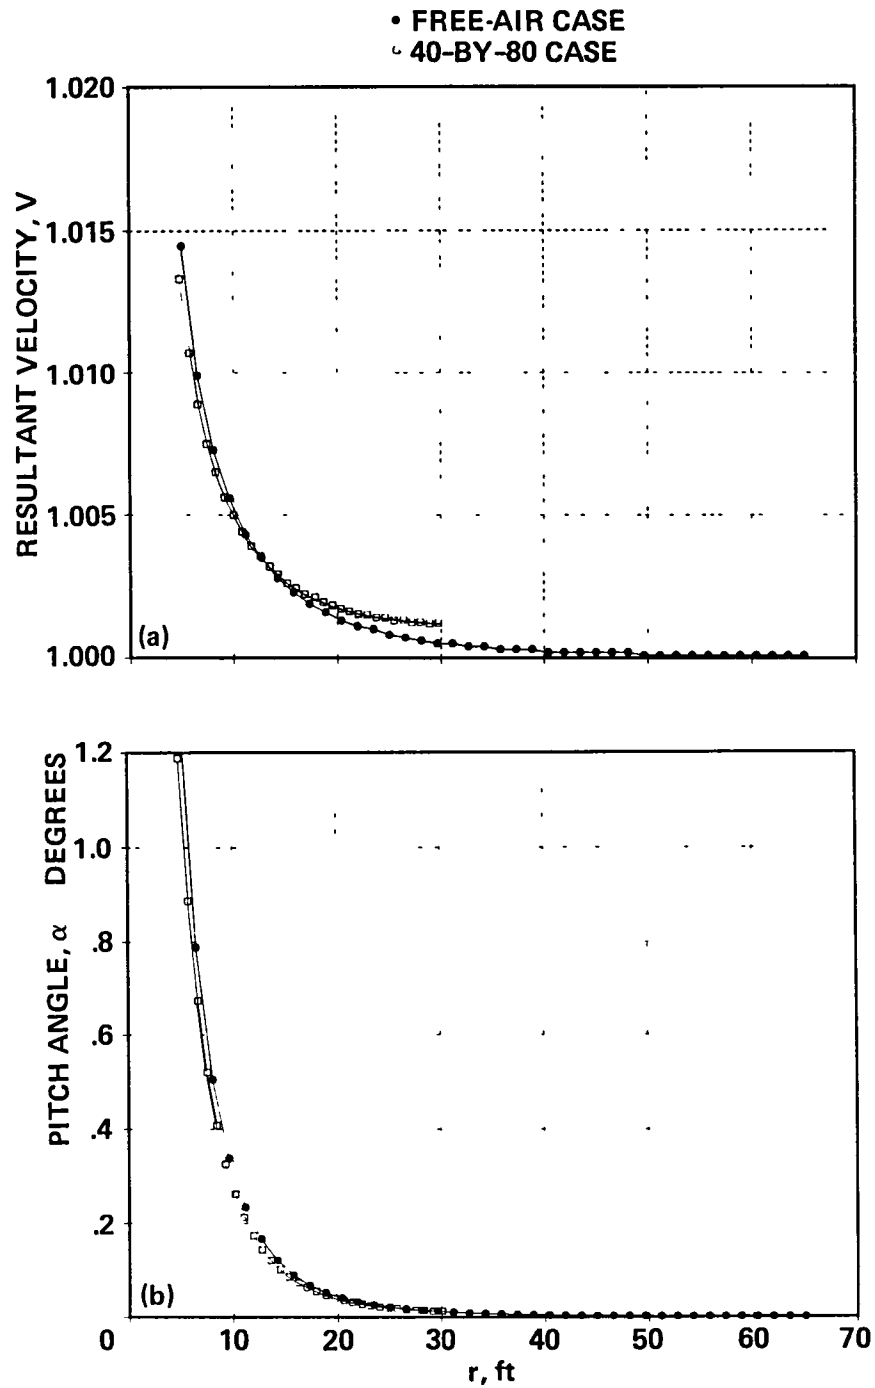 • FREE-AIR CASE
40-BY-80 CASE
1.020
1.015
1.010
1.005
1.000
RESULTANT VELOCITY, V
(a)
1.2
1.0
.8
.6
.4
.2
0
PITCH ANGLE, α DEGREES
(b)
10
20
30
40
50
60
70
r, ft